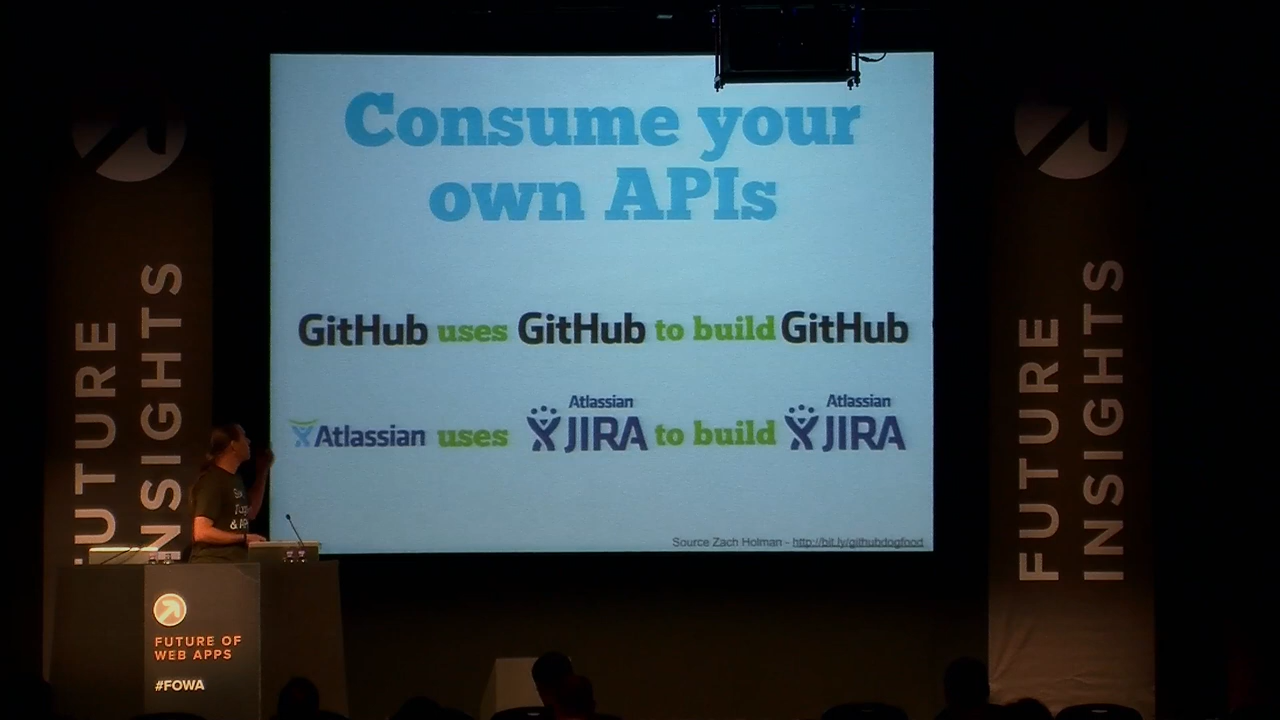 Consume your
own APIs
GitHub uses GitHub to build GitHub
Atlassian uses Atlassian JIRA to build Atlassian JIRA
Source Zach Holman - http://bit.ly/githubdogfood
FUTURE
INSIGHTS
FUTURE
INSIGHTS
FUTURE OF
WEB APPS
#FOWA